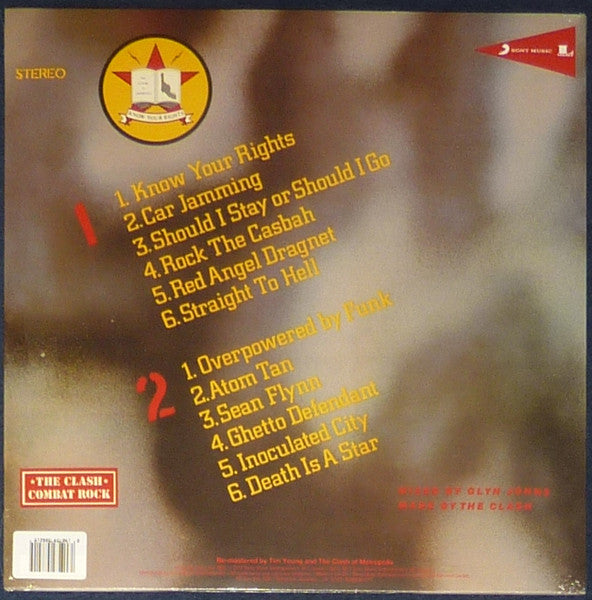 STEREO
KNOW YOUR RIGHTS
SONY MUSIC
1
1. Know Your Rights
2. Car Jamming
3. Should I Stay or Should I Go
4. Rock The Casbah
5. Red Angel Dragnet
6. Straight To Hell
2
1. Overpowered by Funk
2. Atom Tan
3. Sean Flynn
4. Ghetto Defendant
5. Inoculated City
6. Death Is A Star
• THE CLASH •
COMBAT ROCK
MIXED BY GLYN JOHNS
MADE BY THE CLASH
Re-mastered by Tim Young and The Clash at Metropolis